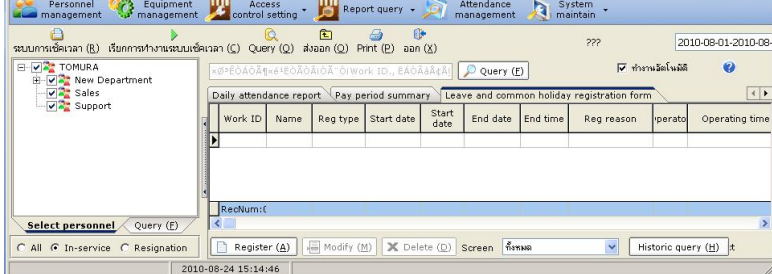 Personnel management Equipment management Access control setting Report query Attendance management System maintain
ระบบการเช้คเวลา (R) เรียกการทำงานระบบเช้คเวลา (C) Query (Q) ส่งออก (O) Print (P) ออก (X) ??? 2010-08-01-2010-08-
TOMURA
New Department
Sales
Support
Work ID., Query (F) ทำงานอัตโนมัติ
Daily attendance report Pay period summary Leave and common holiday registration form
Work ID Name Reg type Start date Start date End date End time Reg reason perato Operating time
RecNum:(
Select personnel Query (E)
All In-service Resignation
Register (A) Modify (M) Delete (D) Screen ทั้งหมด Historic query (H)
2010-08-24 15:14:46